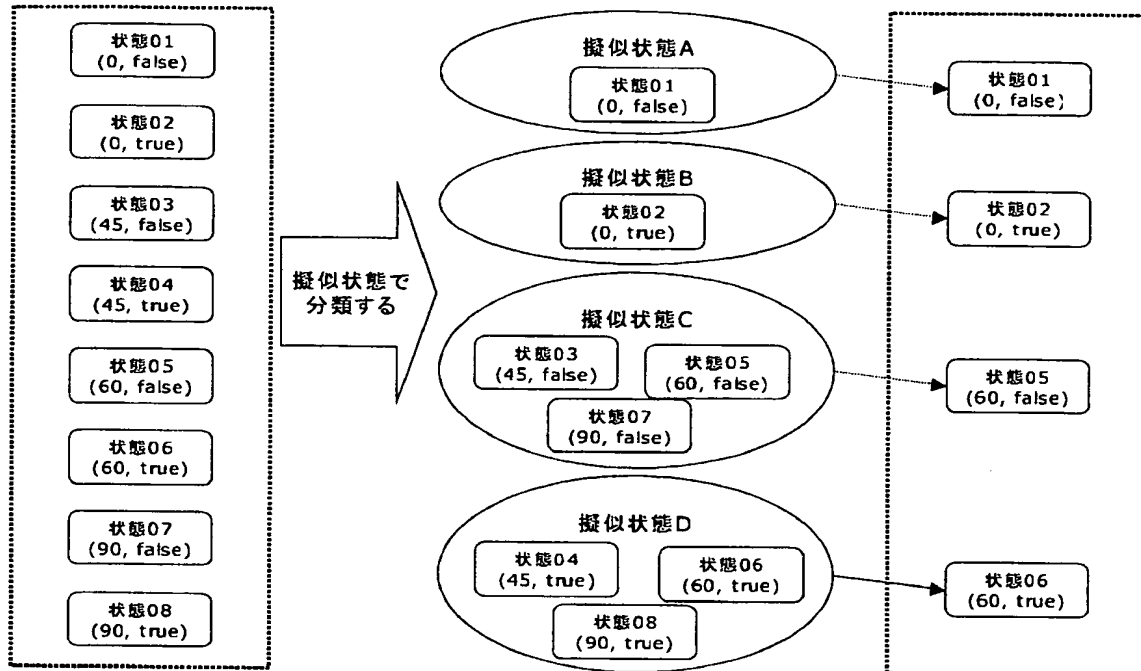 状態01
(0, false)
状態02
(0, true)
状態03
(45, false)
状態04
(45, true)
状態05
(60, false)
状態06
(60, true)
状態07
(90, false)
状態08
(90, true)
擬似状態で
分類する
擬似状態A
状態01
(0, false)
擬似状態B
状態02
(0, true)
擬似状態C
状態03
(45, false)
状態05
(60, false)
状態07
(90, false)
擬似状態D
状態04
(45, true)
状態06
(60, true)
状態08
(90, true)
状態01
(0, false)
状態02
(0, true)
状態05
(60, false)
状態06
(60, true)